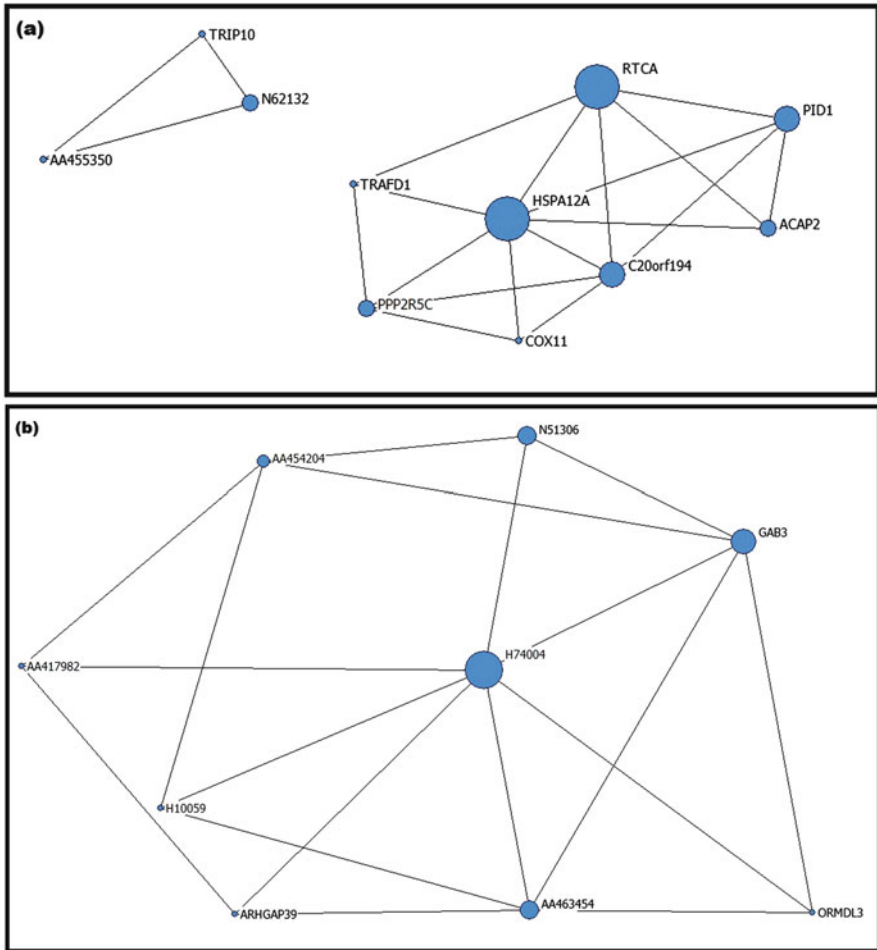 (a)
TRIP10
N62132
AA455350
RTCA
PID1
TRAFD1
HSPA12A
ACAP2
C20orf194
PPP2R5C
COX11
(b)
N51306
AA454204
GAB3
H74004
AA417982
H10059
AA463454
ARHGAP39
ORMDL3